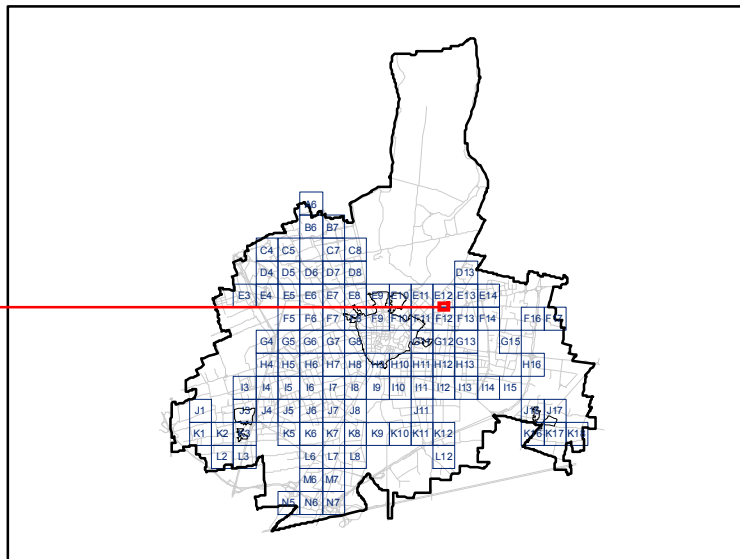 A6
B6 B7
C4 C5 C7 C8
D4 D5 D6 D7 D8 D13
E3 E4 E5 E6 E7 E8 E9 E10 E11 E12 E13 E14
F5 F6 F7 F9 F10 F11 F12 F13 F14 F16
G4 G5 G6 G7 G8 G12 G13 G15
H4 H5 H6 H7 H8 H9 H10 H11 H12 H13 H16
I3 I4 I5 I6 I7 I8 I9 I10 I11 I12 I13 I14 I15
J1 J3 J4 J5 J6 J7 J8 J11 J17
K1 K2 K5 K6 K7 K8 K9 K10 K11 K12 K16 K17 K18
L2 L3 L6 L7 L8 L12
M6 M7
N5 N6 N7